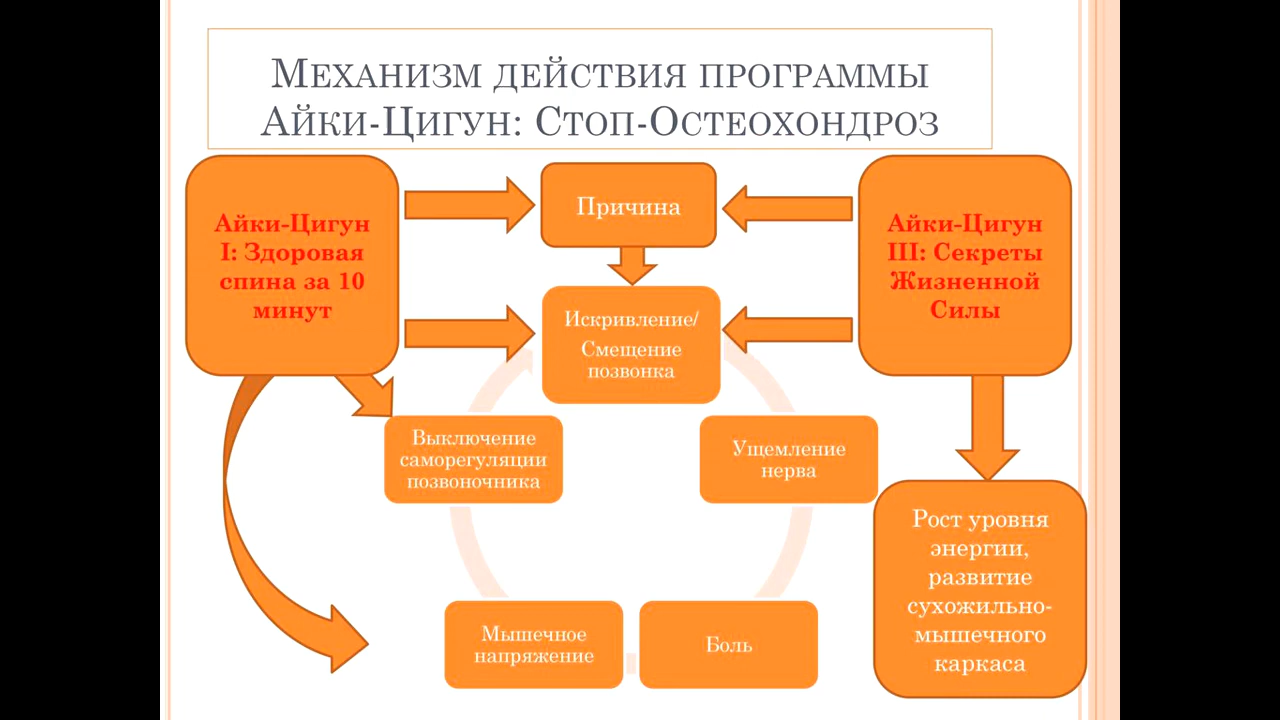 Механизм действия программы
Айки-Цигун: Стоп-Остеохондроз
Айки-Цигун
I: Здоровая
спина за 10
минут
Причина
Айки-Цигун
III: Секреты
Жизненной
Силы
Искривление/
Смещение
позвонка
Выключение
саморегуляции
позвоночника
Ущемление
нерва
Мышечное
напряжение
Боль
Рост уровня
энергии,
развитие
сухожильно-
мышечного
каркаса